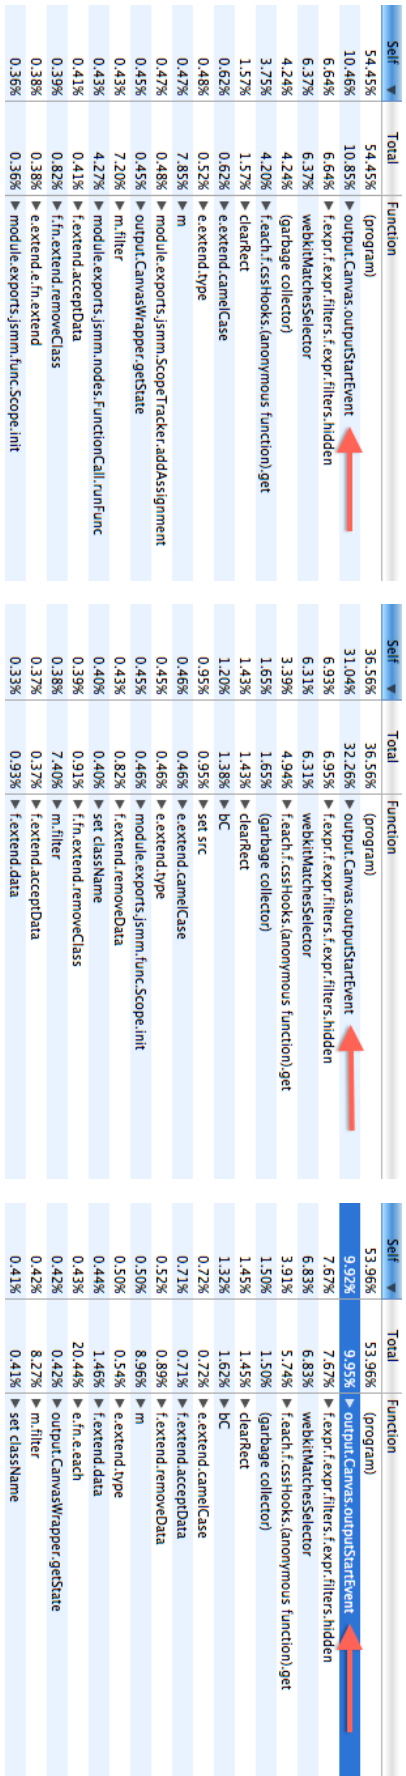 Self ▼ Total Function
54.45% 54.45% (program)
10.46% 10.85% ▶ output.Canvas.outputStartEvent
6.64% 6.64% ▶ f.expr.f.expr.filters.f.expr.filters.hidden
6.37% 6.37% webkitMatchesSelector
4.24% 4.24% (garbage collector)
3.75% 4.20% ▶ f.each.f.cssHooks.(anonymous function).get
1.57% 1.57% ▶ clearRect
0.62% 0.62% ▶ e.extend.camelCase
0.48% 0.52% ▶ e.extend.type
0.47% 7.85% ▶ m
0.47% 0.48% ▶ module.exports.jsmm.ScopeTracker.addAssignment
0.45% 0.45% ▶ output.CanvasWrapper.getState
0.43% 7.20% ▶ m.filter
0.43% 4.27% ▶ module.exports.jsmm.nodes.FunctionCall.runFunc
0.41% 0.41% ▶ f.extend.acceptData
0.39% 0.82% ▶ f.fn.extend.removeClass
0.38% 0.38% ▶ e.extend.e.fn.extend
0.36% 0.36% ▶ module.exports.jsmm.func.Scope.init
Self ▼ Total Function
36.56% 36.56% (program)
31.04% 32.26% ▶ output.Canvas.outputStartEvent
6.93% 6.95% ▶ f.expr.f.expr.filters.f.expr.filters.hidden
6.31% 6.31% webkitMatchesSelector
3.39% 4.94% ▶ f.each.f.cssHooks.(anonymous function).get
1.65% 1.65% (garbage collector)
1.43% 1.43% ▶ clearRect
1.20% 1.38% ▶ bC
0.95% 0.95% ▶ set src
0.46% 0.46% ▶ e.extend.camelCase
0.45% 0.46% ▶ e.extend.type
0.45% 0.46% ▶ module.exports.jsmm.func.Scope.init
0.43% 0.82% ▶ f.extend.removeData
0.40% 0.40% ▶ set className
0.39% 0.91% ▶ f.fn.extend.removeClass
0.38% 7.40% ▶ m.filter
0.37% 0.37% ▶ f.extend.acceptData
0.33% 0.93% ▶ f.extend.data
Self ▼ Total Function
53.96% 53.96% (program)
9.92% 9.95% ▶ output.Canvas.outputStartEvent
7.67% 7.67% ▶ f.expr.f.expr.filters.f.expr.filters.hidden
6.83% 6.83% webkitMatchesSelector
3.91% 5.74% ▶ f.each.f.cssHooks.(anonymous function).get
1.50% 1.50% (garbage collector)
1.45% 1.45% ▶ clearRect
1.32% 1.62% ▶ bC
0.72% 0.72% ▶ e.extend.camelCase
0.71% 0.71% ▶ f.extend.acceptData
0.52% 0.89% ▶ f.extend.removeData
0.50% 8.96% ▶ m
0.50% 0.54% ▶ e.extend.type
0.44% 1.46% ▶ f.extend.data
0.43% 20.44% ▶ e.fn.e.each
0.42% 0.42% ▶ output.CanvasWrapper.getState
0.42% 8.27% ▶ m.filter
0.41% 0.41% ▶ set className